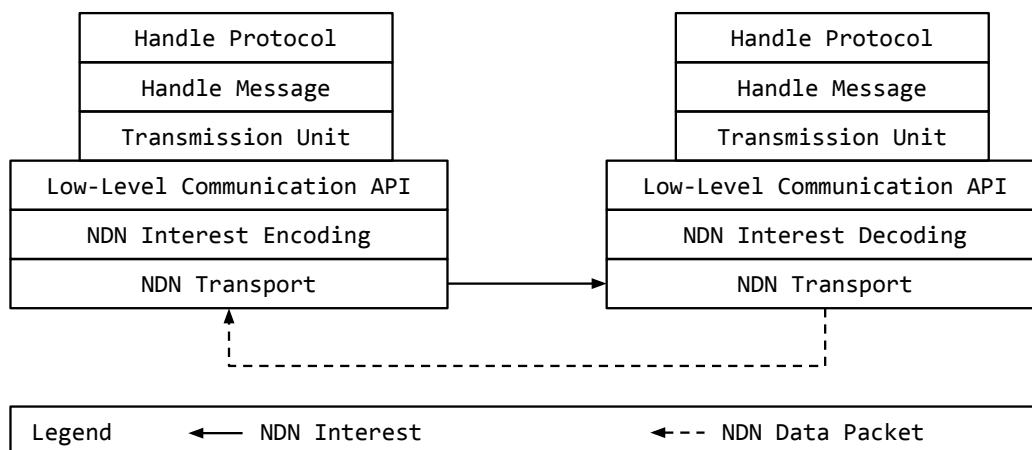 Handle Protocol
Handle Message
Transmission Unit
Low-Level Communication API
NDN Interest Encoding
NDN Transport
Handle Protocol
Handle Message
Transmission Unit
Low-Level Communication API
NDN Interest Decoding
NDN Transport
Legend NDN Interest NDN Data Packet